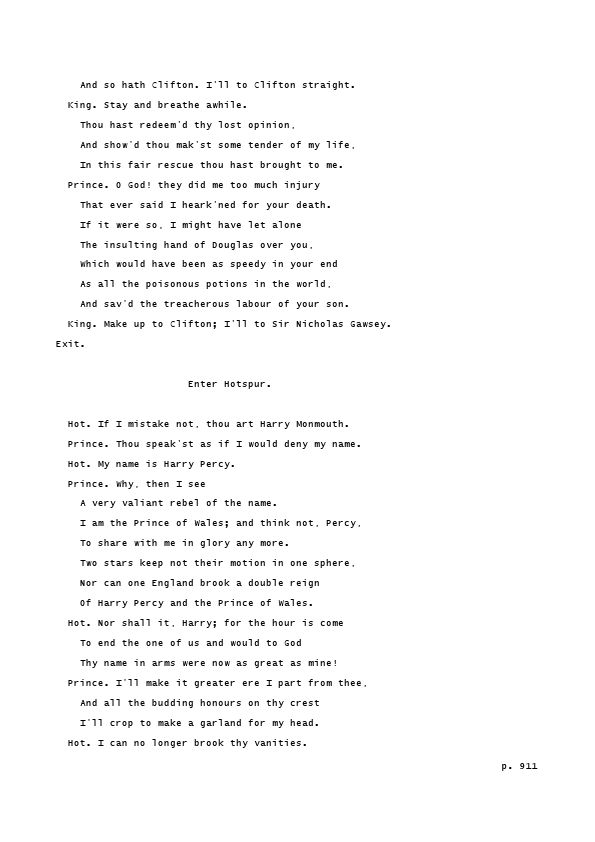 And so hath Clifton. I'll to Clifton straight.
King. Stay and breathe awhile.
Thou hast redeem'd thy lost opinion,
And show'd thou mak'st some tender of my life,
In this fair rescue thou hast brought to me.
Prince. O God! they did me too much injury
That ever said I heark'ned for your death.
If it were so, I might have let alone
The insulting hand of Douglas over you,
Which would have been as speedy in your end
As all the poisonous potions in the world,
And sav'd the treacherous labour of your son.
King. Make up to Clifton; I'll to Sir Nicholas Gawsey.
Exit.
Enter Hotspur.
Hot. If I mistake not, thou art Harry Monmouth.
Prince. Thou speak'st as if I would deny my name.
Hot. My name is Harry Percy.
Prince. Why, then I see
A very valiant rebel of the name.
I am the Prince of Wales; and think not, Percy,
To share with me in glory any more.
Two stars keep not their motion in one sphere,
Nor can one England brook a double reign
Of Harry Percy and the Prince of Wales.
Hot. Nor shall it, Harry; for the hour is come
To end the one of us and would to God
Thy name in arms were now as great as mine!
Prince. I'll make it greater ere I part from thee,
And all the budding honours on thy crest
I'll crop to make a garland for my head.
Hot. I can no longer brook thy vanities.
p. 911